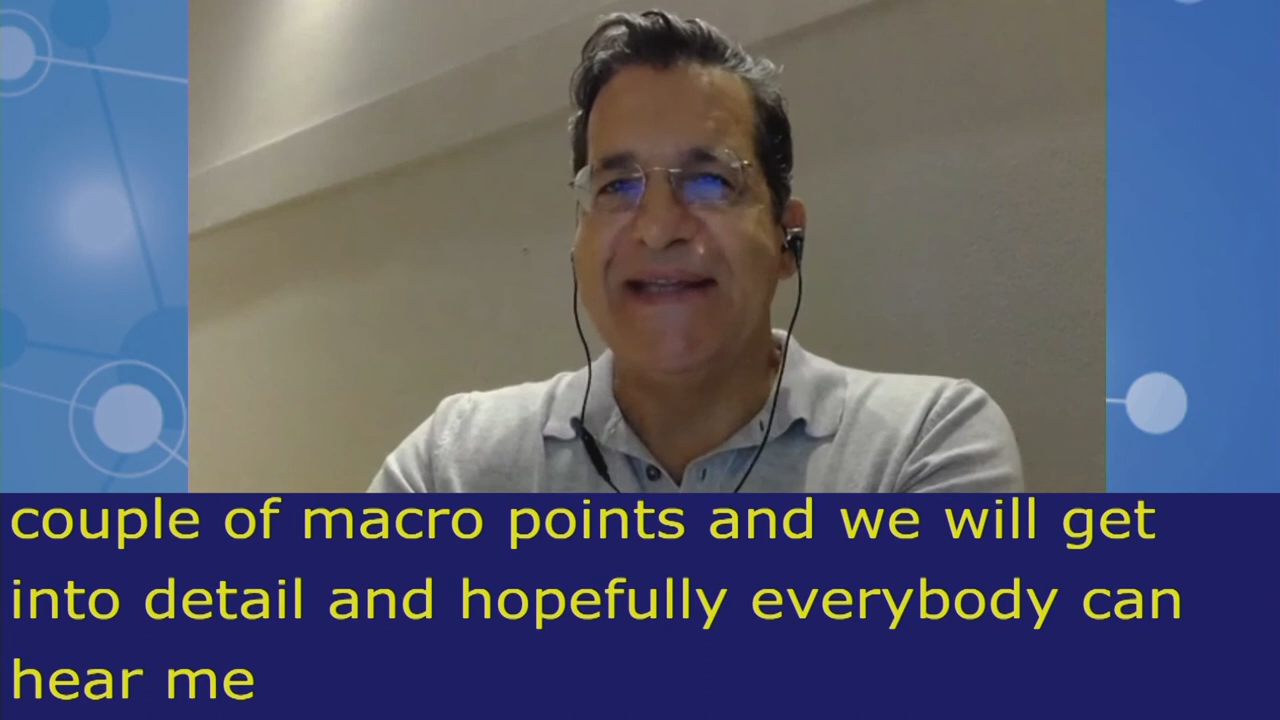 couple of macro points and we will get
into detail and hopefully everybody can
hear me